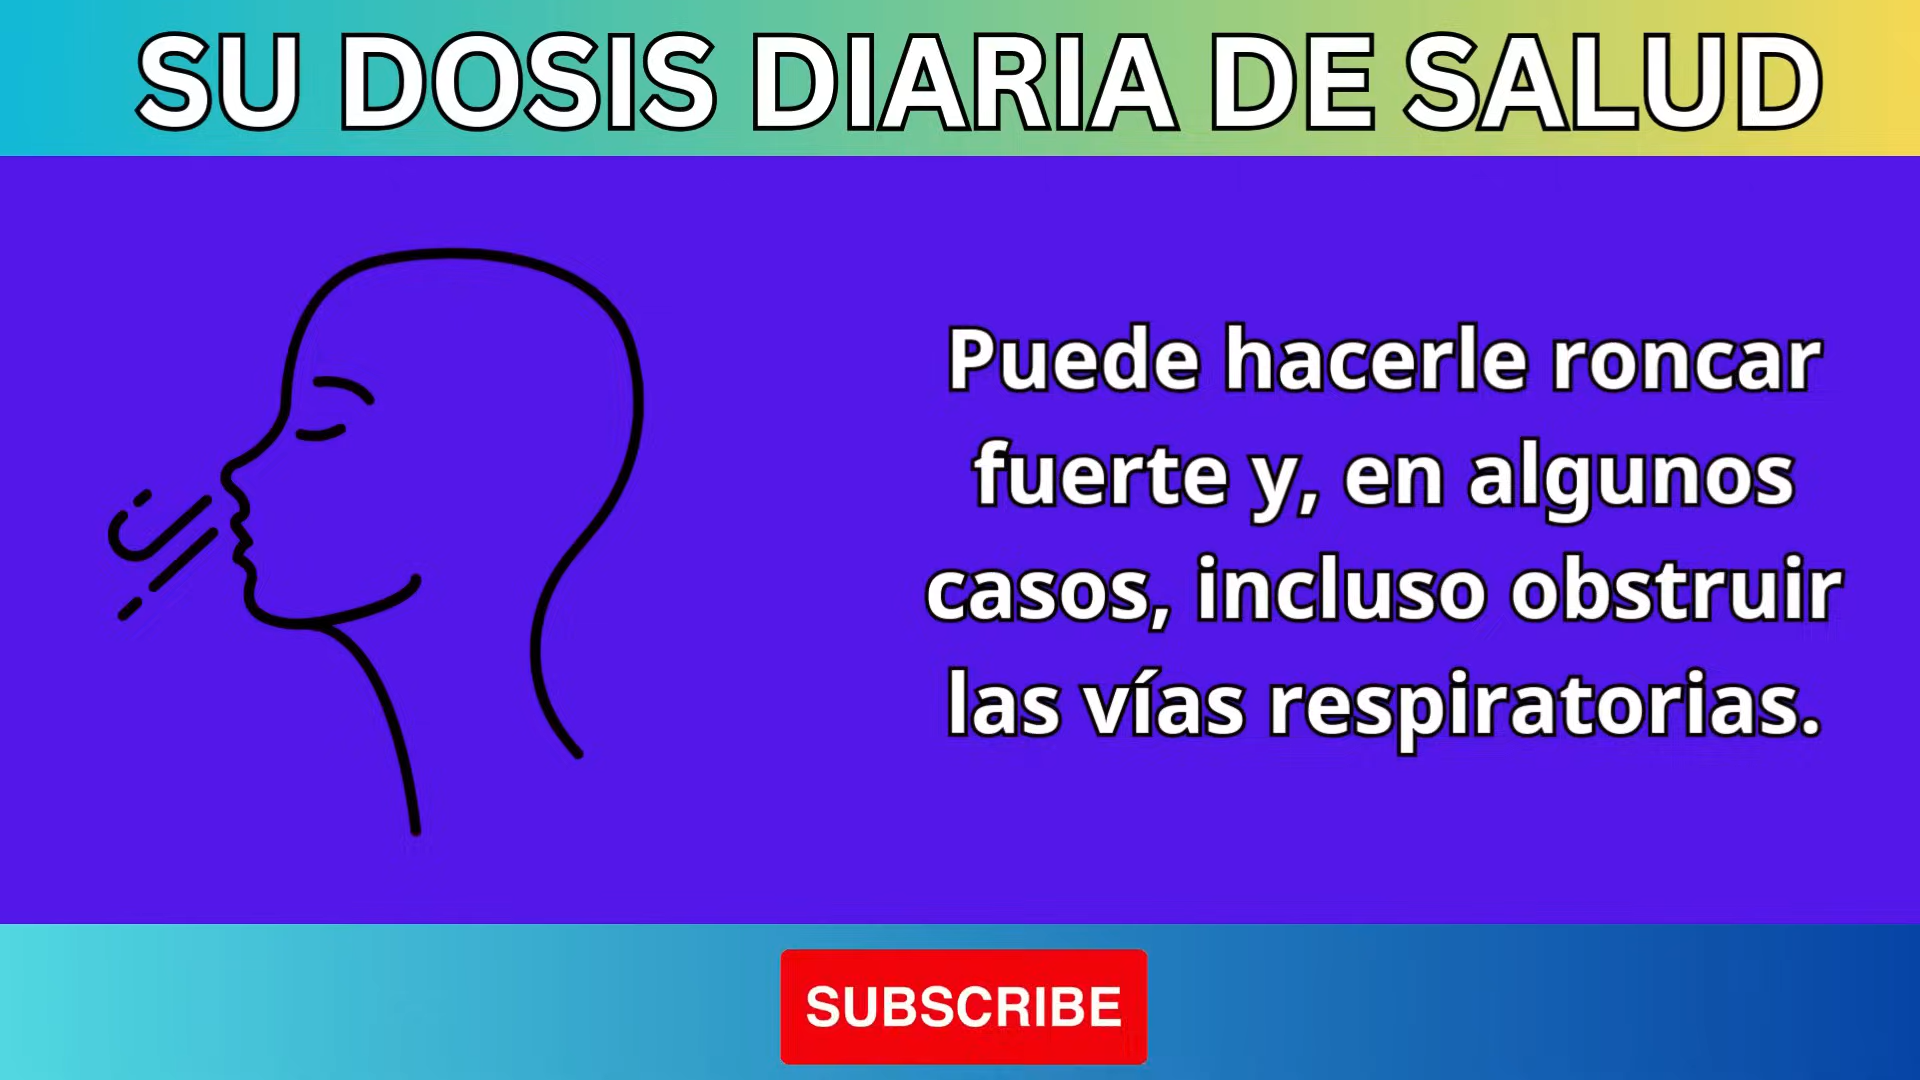 SU DOSIS DIARIA DE SALUD
Puede hacerle roncar
fuerte y, en algunos
casos, incluso obstruir
las vías respiratorias.
SUBSCRIBE